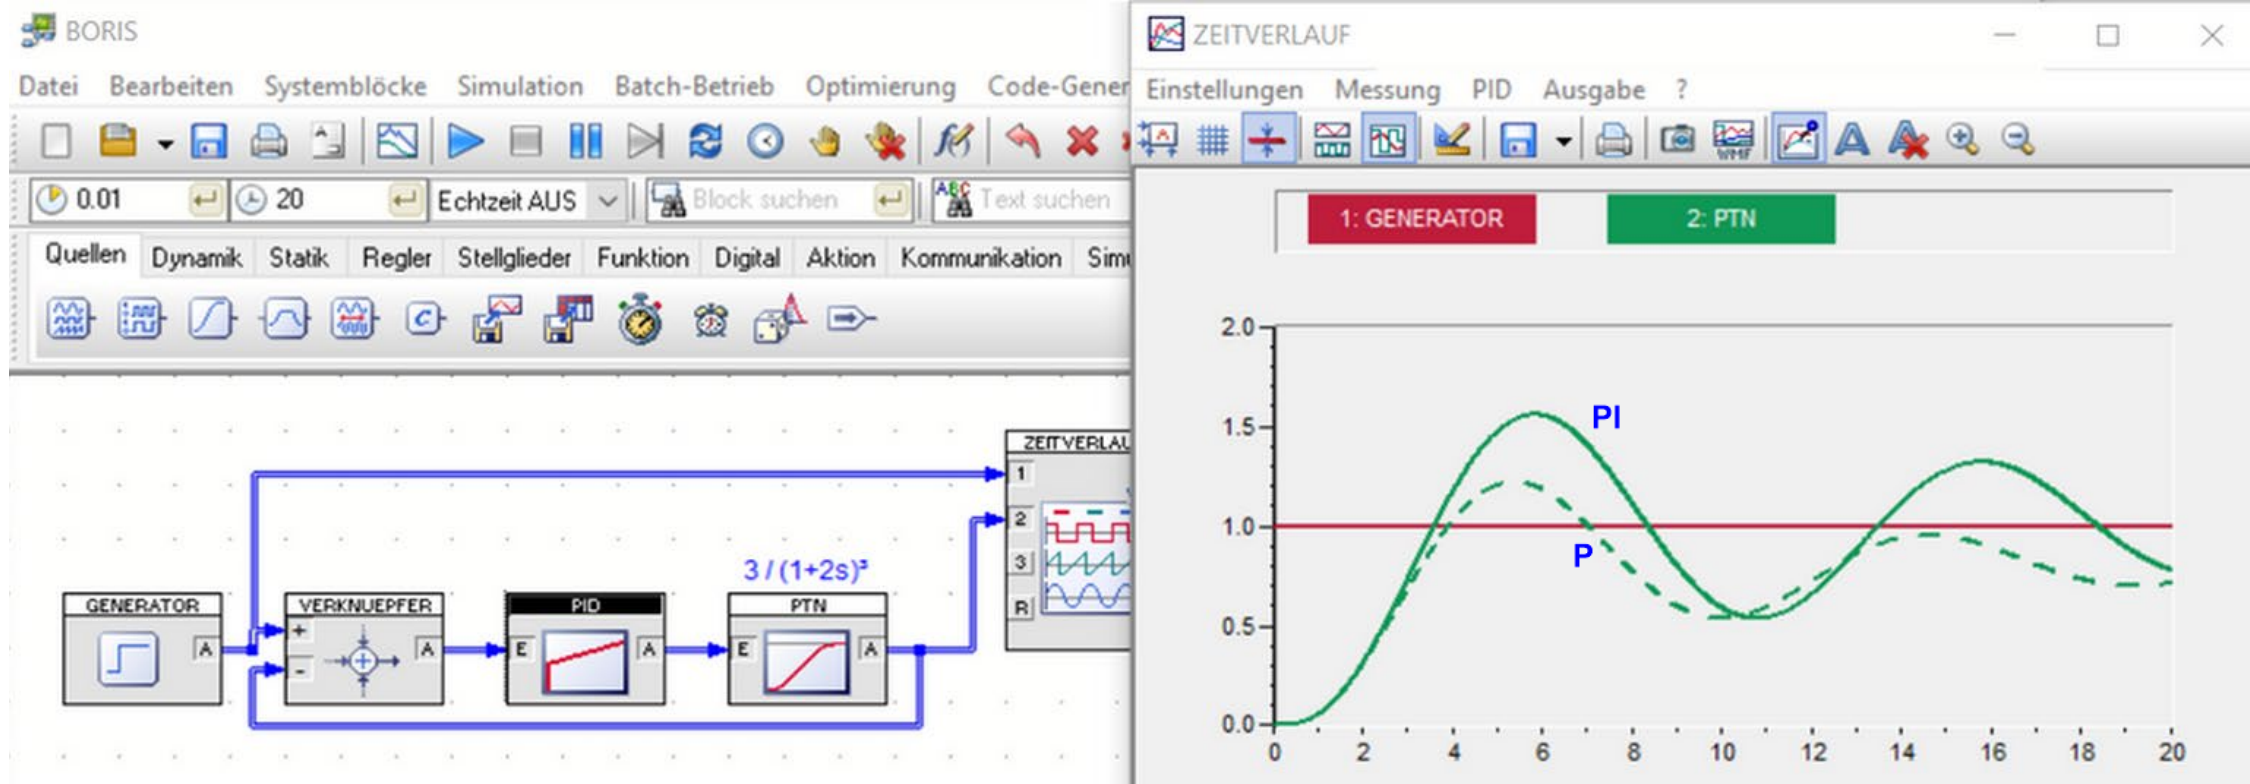 BORIS
Datei Bearbeiten Systemblöcke Simulation Batch-Betrieb Optimierung Code-Gener
0.01 20 Echtzeit AUS Block suchen ABC Text suchen
Quellen Dynamik Statik Regler Stellglieder Funktion Digital Aktion Kommunikation Simu
C
GENERATOR
A
VERKNUEPFER
+
-
A
PID
E
A
3 / (1+2s)³
PTN
E
A
ZEITVERLAU
1
2
3
R
ZEITVERLAUF
Einstellungen Messung PID Ausgabe ?
WMF
1: GENERATOR 2: PTN
2.0
1.5
1.0
0.5
0.0
PI
P
0 2 4 6 8 10 12 14 16 18 20